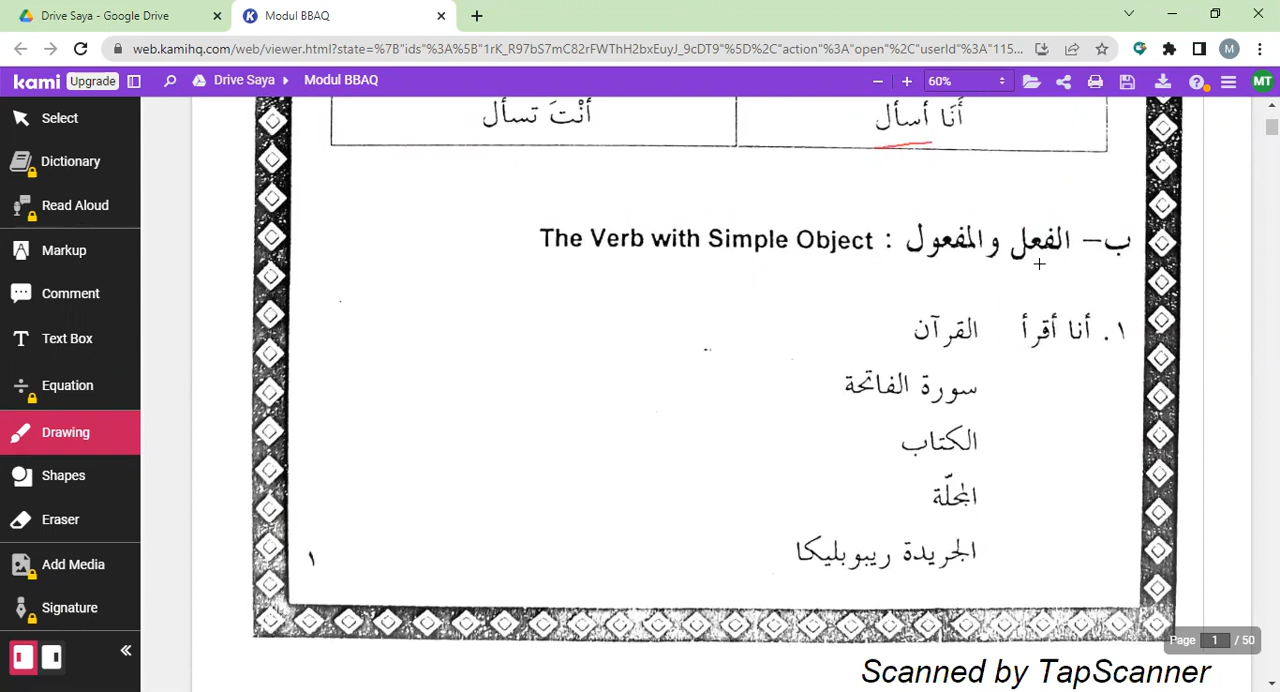 Drive Saya - Google Drive
Modul BBAQ
web.kamihq.com/web/viewer.html?state=%7B"ids"%3A%5B"1rK_R97bS7mC82rFWThH2bxEuyJ_9cDT9"%5D%2C"action"%3A"open"%2C"userId"%3A"115...
M
kami Upgrade Drive Saya Modul BBAQ 60% MT
Select
Dictionary
Read Aloud
Markup
Comment
Text Box
Equation
Drawing
Shapes
Eraser
Add Media
Signature
أَنَا أسأل أَنْتَ تسأل
ب– الفعل والمفعول : The Verb with Simple Object
١. أنا أقرأ القرآن
سورة الفاتحة
الكتاب
المجلّة
الجريدة ريبوبليكا
١
Page 1 / 50
Scanned by TapScanner